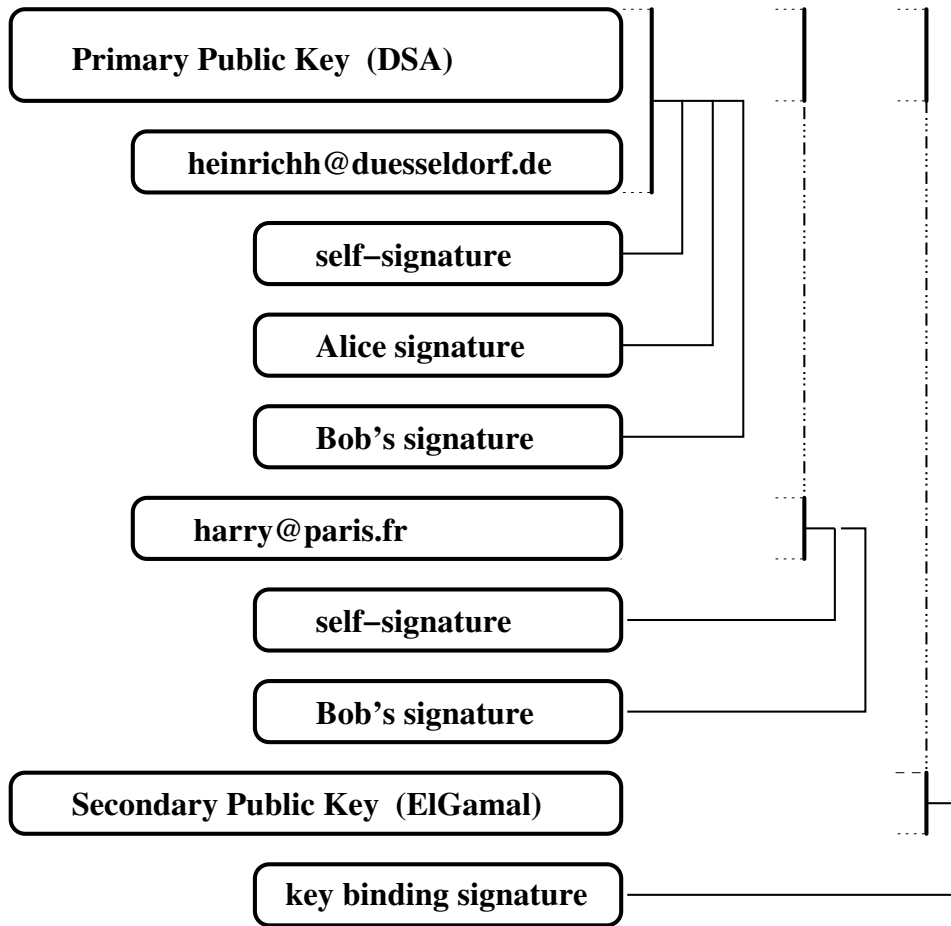 Primary Public Key (DSA)
heinrichh@duesseldorf.de
self−signature
Alice signature
Bob's signature
harry@paris.fr
self−signature
Bob's signature
Secondary Public Key (ElGamal)
key binding signature